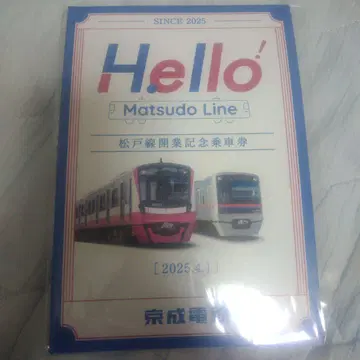 SINCE 2025
Hello!
Matsudo Line
松戸線開業記念乗車券
[2025.4.1]
京成電